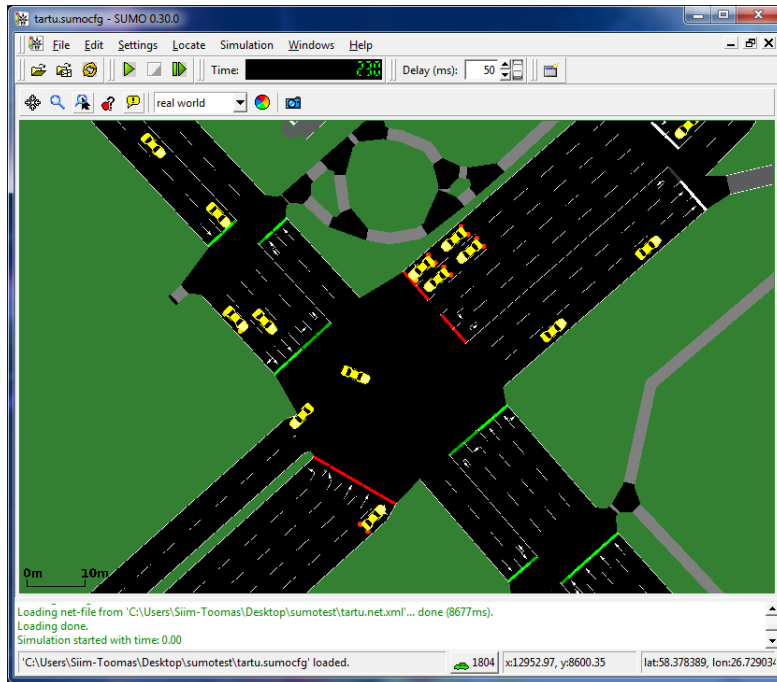 tartu.sumocfg - SUMO 0.30.0
File Edit Settings Locate Simulation Windows Help
Time: 230 Delay (ms): 50
real world
0m 10m
Loading net-file from 'C:\Users\Siim-Toomas\Desktop\sumotest\tartu.net.xml'... done (8677ms).
Loading done.
Simulation started with time: 0.00
'C:\Users\Siim-Toomas\Desktop\sumotest\tartu.sumocfg' loaded. 1804 x:12952.97, y:8600.35 lat:58.378389, lon:26.729034